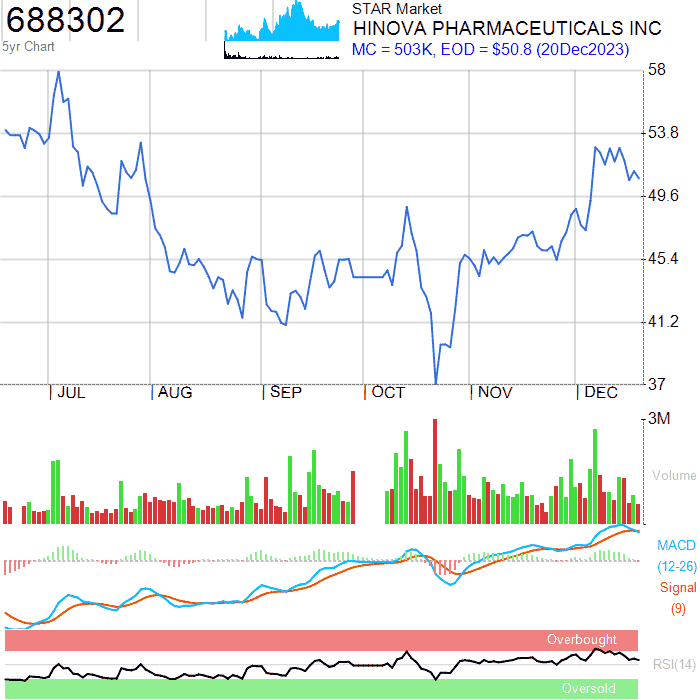 688302
5yr Chart
STAR Market
HINOVA PHARMACEUTICALS INC
MC = 503K, EOD = $50.8 (20Dec2023)
58
53.8
49.6
45.4
41.2
37
JUL AUG SEP OCT NOV DEC
3M
Volume
MACD
(12-26)
Signal
(9)
Overbought
RSI(14)
Oversold